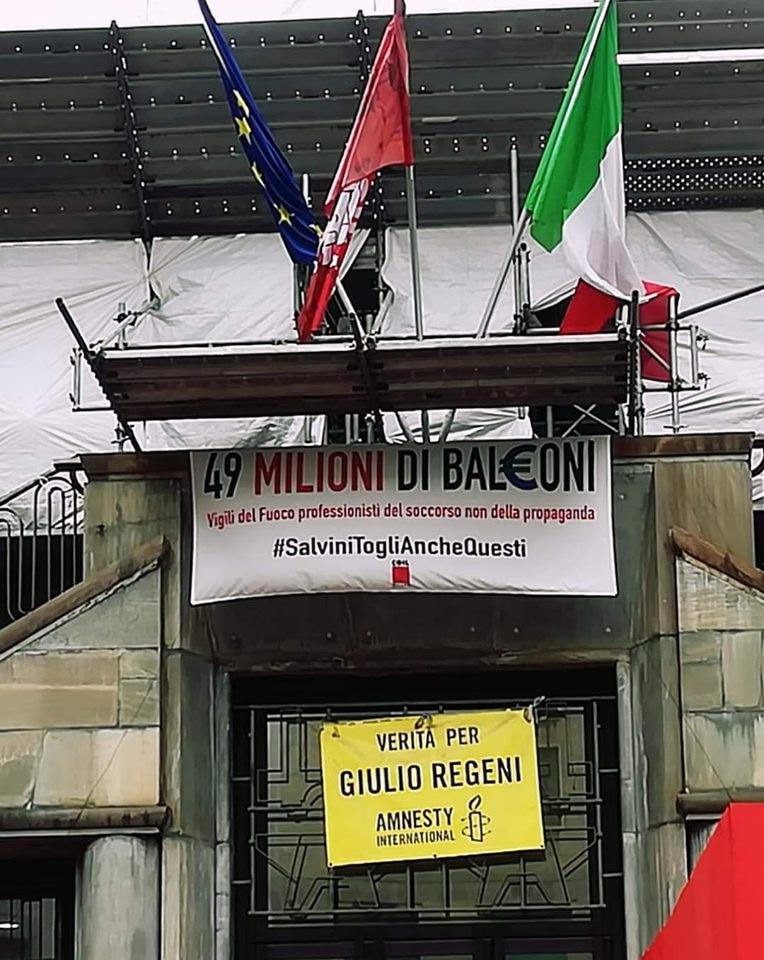 49 MILIONI DI BAL€ONI
Vigili del Fuoco professionisti del soccorso non della propaganda
#SalviniTogliAncheQuesti
CGIL
VERITÀ PER
GIULIO REGENI
AMNESTY
INTERNATIONAL